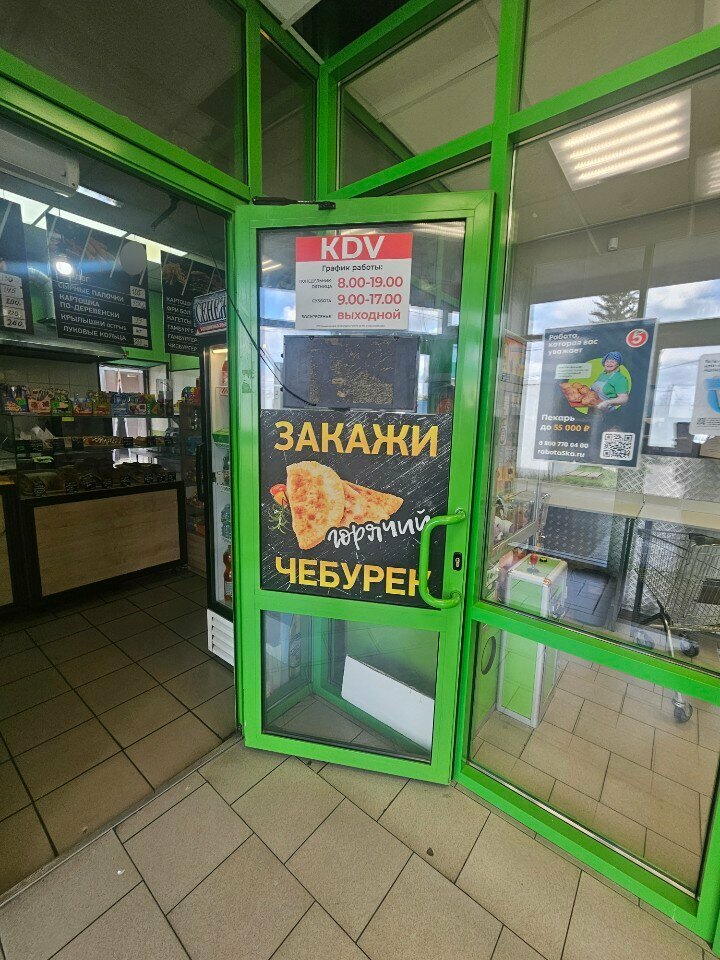 KDV
График работы:
ПОНЕДЕЛЬНИК
ПЯТНИЦА
8.00-19.00
СУББОТА
9.00-17.00
ВОСКРЕСЕНЬЕ
ВЫХОДНОЙ
ЗАКАЖИ
горячий
ЧЕБУРЕК
СЫРНЫЕ ПАЛОЧКИ
КАРТОШКА
ПО-ДЕРЕВЕНСКИ
КРЫЛЫШКИ ОСТРЫЕ
ЛУКОВЫЕ КОЛЬЦА
Работа,
которая вас
уважает
5
Пекарь
до 55 000 ₽
8 800 770 04 00
rabota5ka.ru